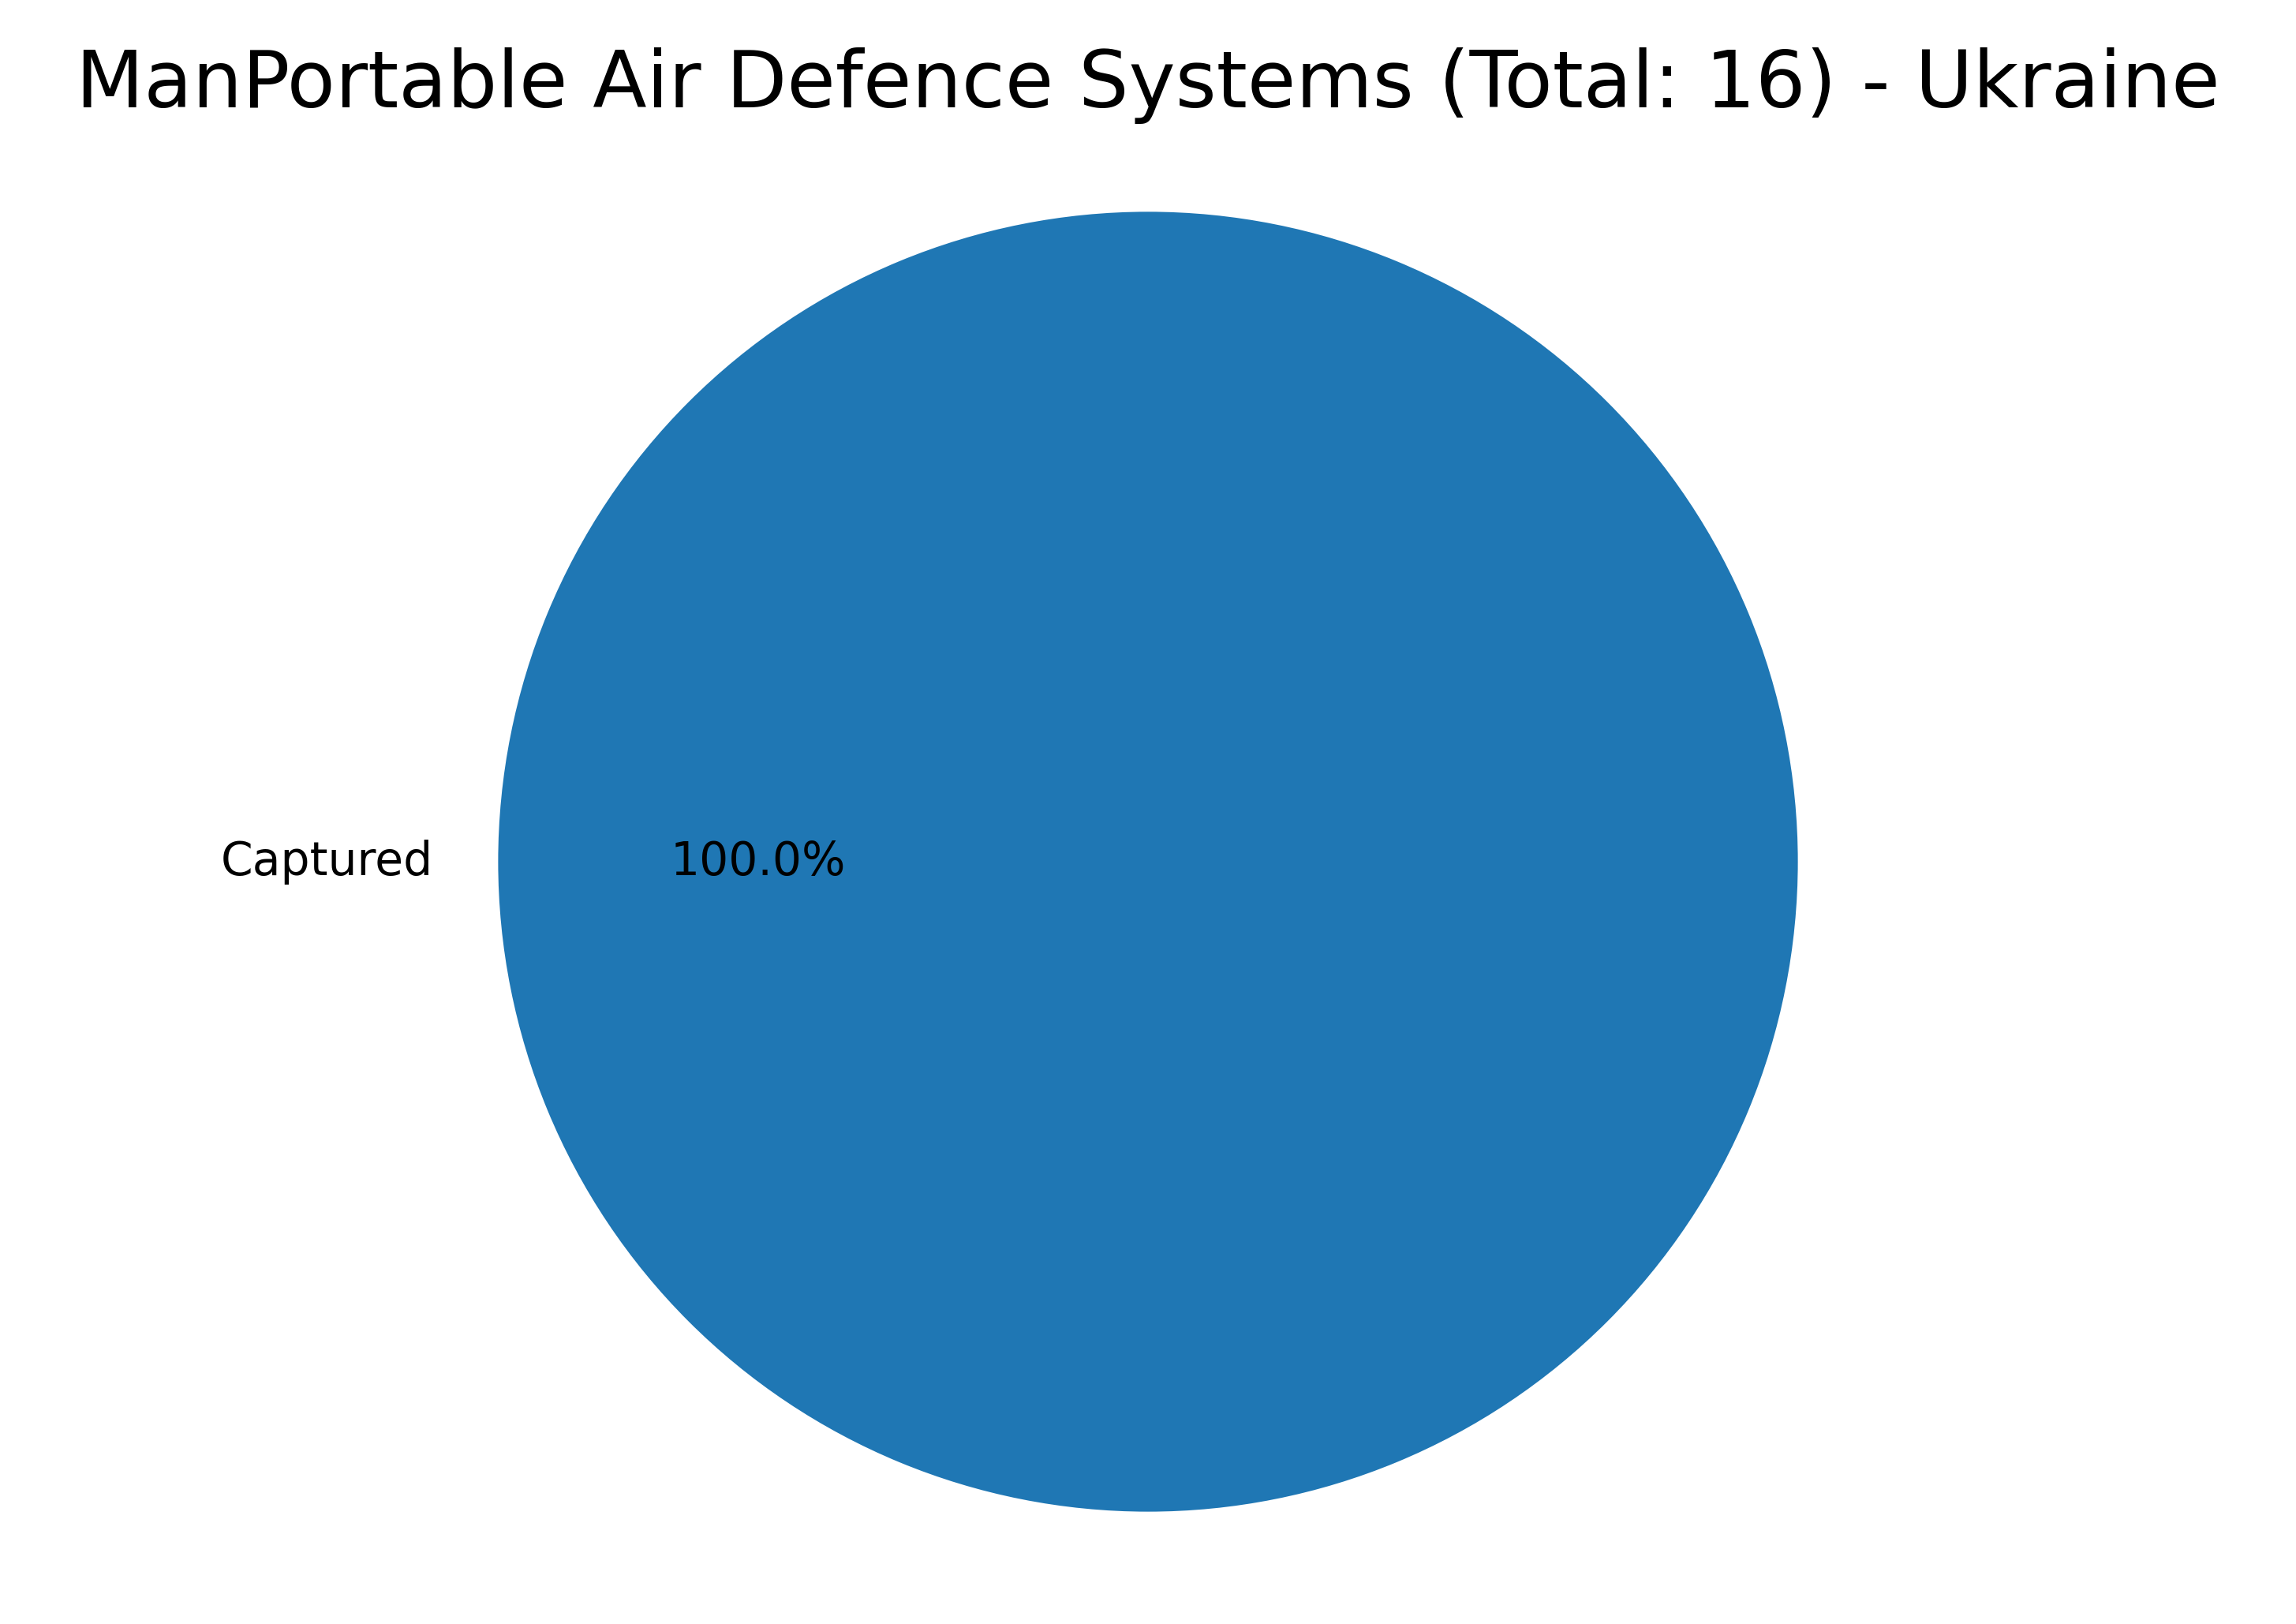 ManPortable Air Defence Systems (Total: 16) - Ukraine
Captured
100.0%